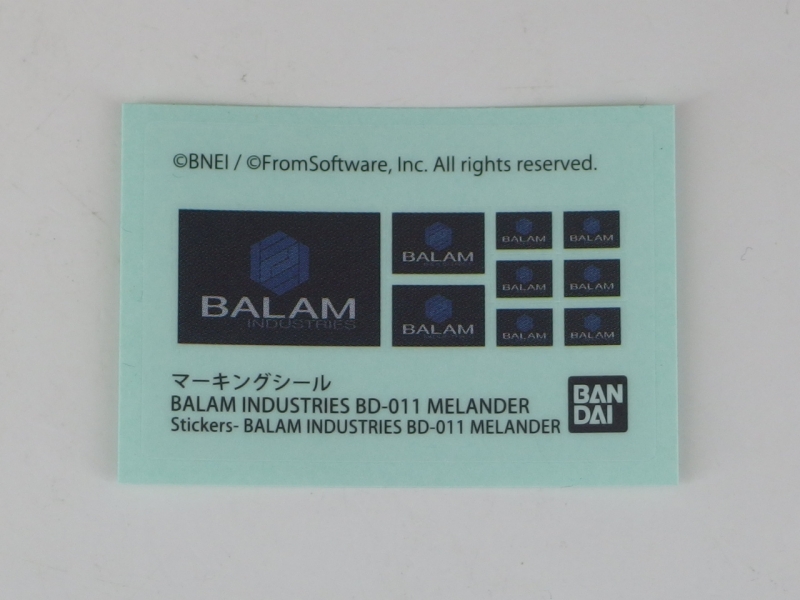 ©BNEI / ©FromSoftware, Inc. All rights reserved.
BALAM
INDUSTRIES
BALAM
BALAM
BALAM
BALAM
BALAM
BALAM
BALAM
BALAM
マーキングシール
BALAM INDUSTRIES BD-011 MELANDER
Stickers- BALAM INDUSTRIES BD-011 MELANDER
BAN
DAI